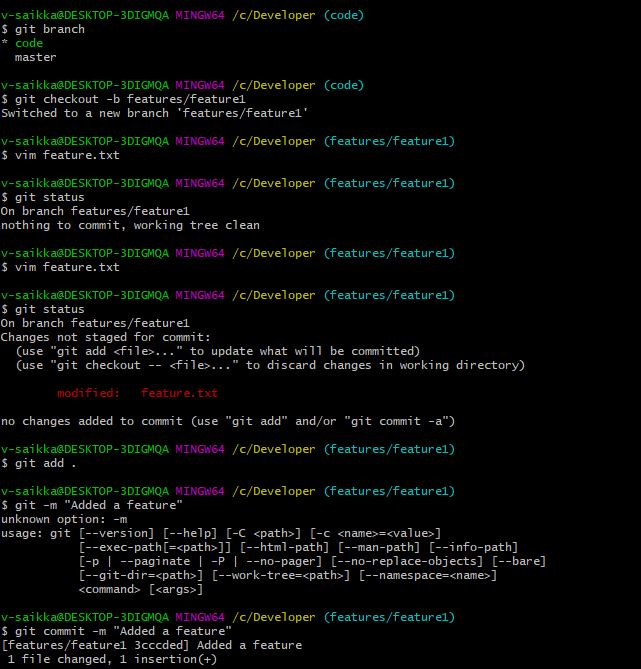 v-saikka@DESKTOP-3DIGMQA MINGW64 /c/Developer (code)
$ git branch
* code
  master

v-saikka@DESKTOP-3DIGMQA MINGW64 /c/Developer (code)
$ git checkout -b features/feature1
Switched to a new branch 'features/feature1'

v-saikka@DESKTOP-3DIGMQA MINGW64 /c/Developer (features/feature1)
$ vim feature.txt

v-saikka@DESKTOP-3DIGMQA MINGW64 /c/Developer (features/feature1)
$ git status
On branch features/feature1
nothing to commit, working tree clean

v-saikka@DESKTOP-3DIGMQA MINGW64 /c/Developer (features/feature1)
$ vim feature.txt

v-saikka@DESKTOP-3DIGMQA MINGW64 /c/Developer (features/feature1)
$ git status
On branch features/feature1
Changes not staged for commit:
  (use "git add <file>..." to update what will be committed)
  (use "git checkout -- <file>..." to discard changes in working directory)

        modified:   feature.txt

no changes added to commit (use "git add" and/or "git commit -a")

v-saikka@DESKTOP-3DIGMQA MINGW64 /c/Developer (features/feature1)
$ git add .

v-saikka@DESKTOP-3DIGMQA MINGW64 /c/Developer (features/feature1)
$ git -m "Added a feature"
unknown option: -m
usage: git [--version] [--help] [-C <path>] [-c <name>=<value>]
           [--exec-path[=<path>]] [--html-path] [--man-path] [--info-path]
           [-p | --paginate | -P | --no-pager] [--no-replace-objects] [--bare]
           [--git-dir=<path>] [--work-tree=<path>] [--namespace=<name>]
           <command> [<args>]

v-saikka@DESKTOP-3DIGMQA MINGW64 /c/Developer (features/feature1)
$ git commit -m "Added a feature"
[features/feature1 3cccded] Added a feature
 1 file changed, 1 insertion(+)